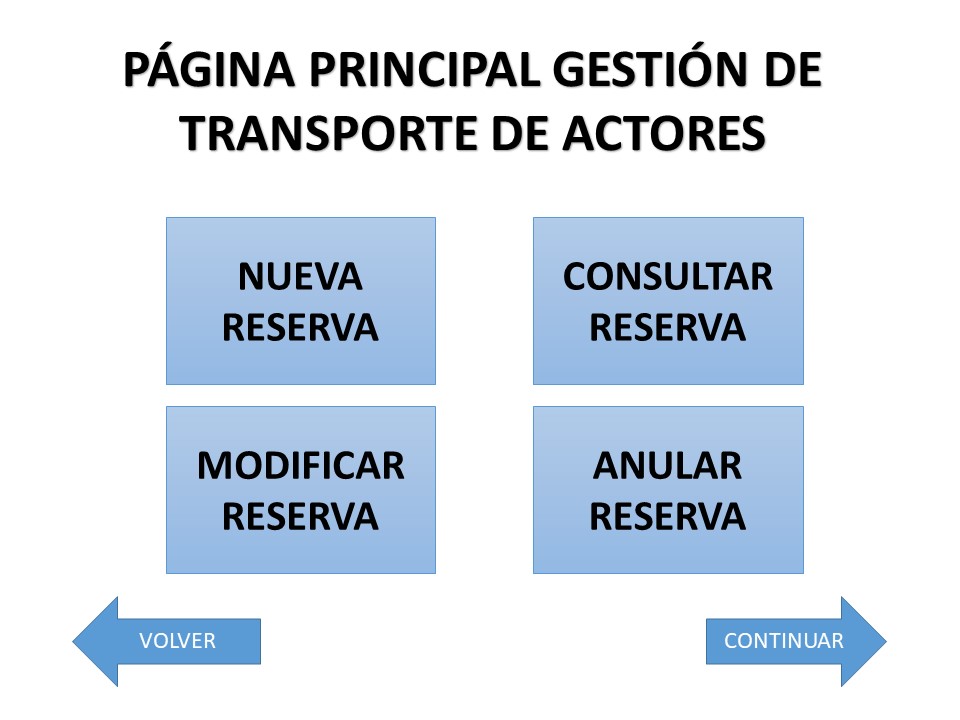 PÁGINA PRINCIPAL GESTIÓN DE
TRANSPORTE DE ACTORES
NUEVA
RESERVA
CONSULTAR
RESERVA
MODIFICAR
RESERVA
ANULAR
RESERVA
VOLVER
CONTINUAR